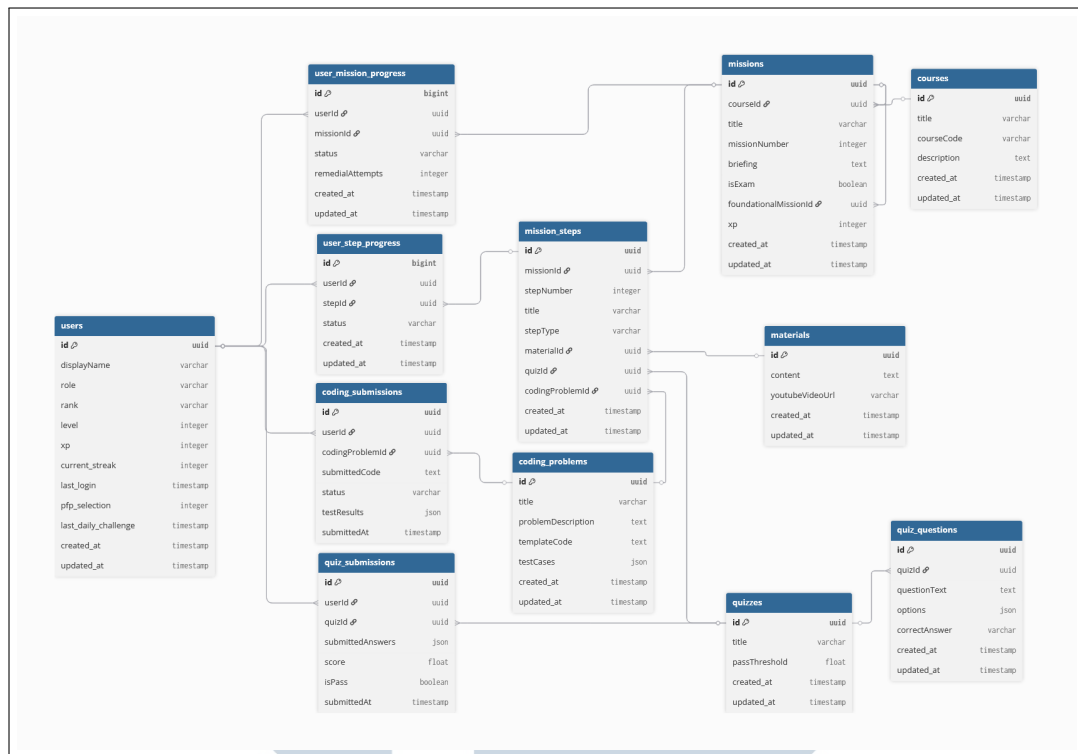 user_mission_progress
id bigint
userId uuid
missionId uuid
status varchar
remedialAttempts integer
created_at timestamp
updated_at timestamp
missions
id uuid
courseId uuid
title varchar
missionNumber integer
briefing text
isExam boolean
foundationalMissionId uuid
xp integer
created_at timestamp
updated_at timestamp
courses
id uuid
title varchar
courseCode varchar
description text
created_at timestamp
updated_at timestamp
user_step_progress
id bigint
userId uuid
stepId uuid
status varchar
created_at timestamp
updated_at timestamp
mission_steps
id uuid
missionId uuid
stepNumber integer
title varchar
stepType varchar
materialId uuid
quizId uuid
codingProblemId uuid
created_at timestamp
updated_at timestamp
users
id uuid
displayName varchar
role varchar
rank varchar
level integer
xp integer
current_streak integer
last_login timestamp
pfp_selection integer
last_daily_challenge timestamp
created_at timestamp
updated_at timestamp
materials
id uuid
content text
youtubeVideoUrl varchar
created_at timestamp
updated_at timestamp
coding_submissions
id uuid
userId uuid
codingProblemId uuid
submittedCode text
status varchar
testResults json
submittedAt timestamp
coding_problems
id uuid
title varchar
problemDescription text
templateCode text
testCases json
created_at timestamp
updated_at timestamp
quiz_submissions
id uuid
userId uuid
quizId uuid
submittedAnswers json
score float
isPass boolean
submittedAt timestamp
quizzes
id uuid
title varchar
passThreshold float
created_at timestamp
updated_at timestamp
quiz_questions
id uuid
quizId uuid
questionText text
options json
correctAnswer varchar
created_at timestamp
updated_at timestamp